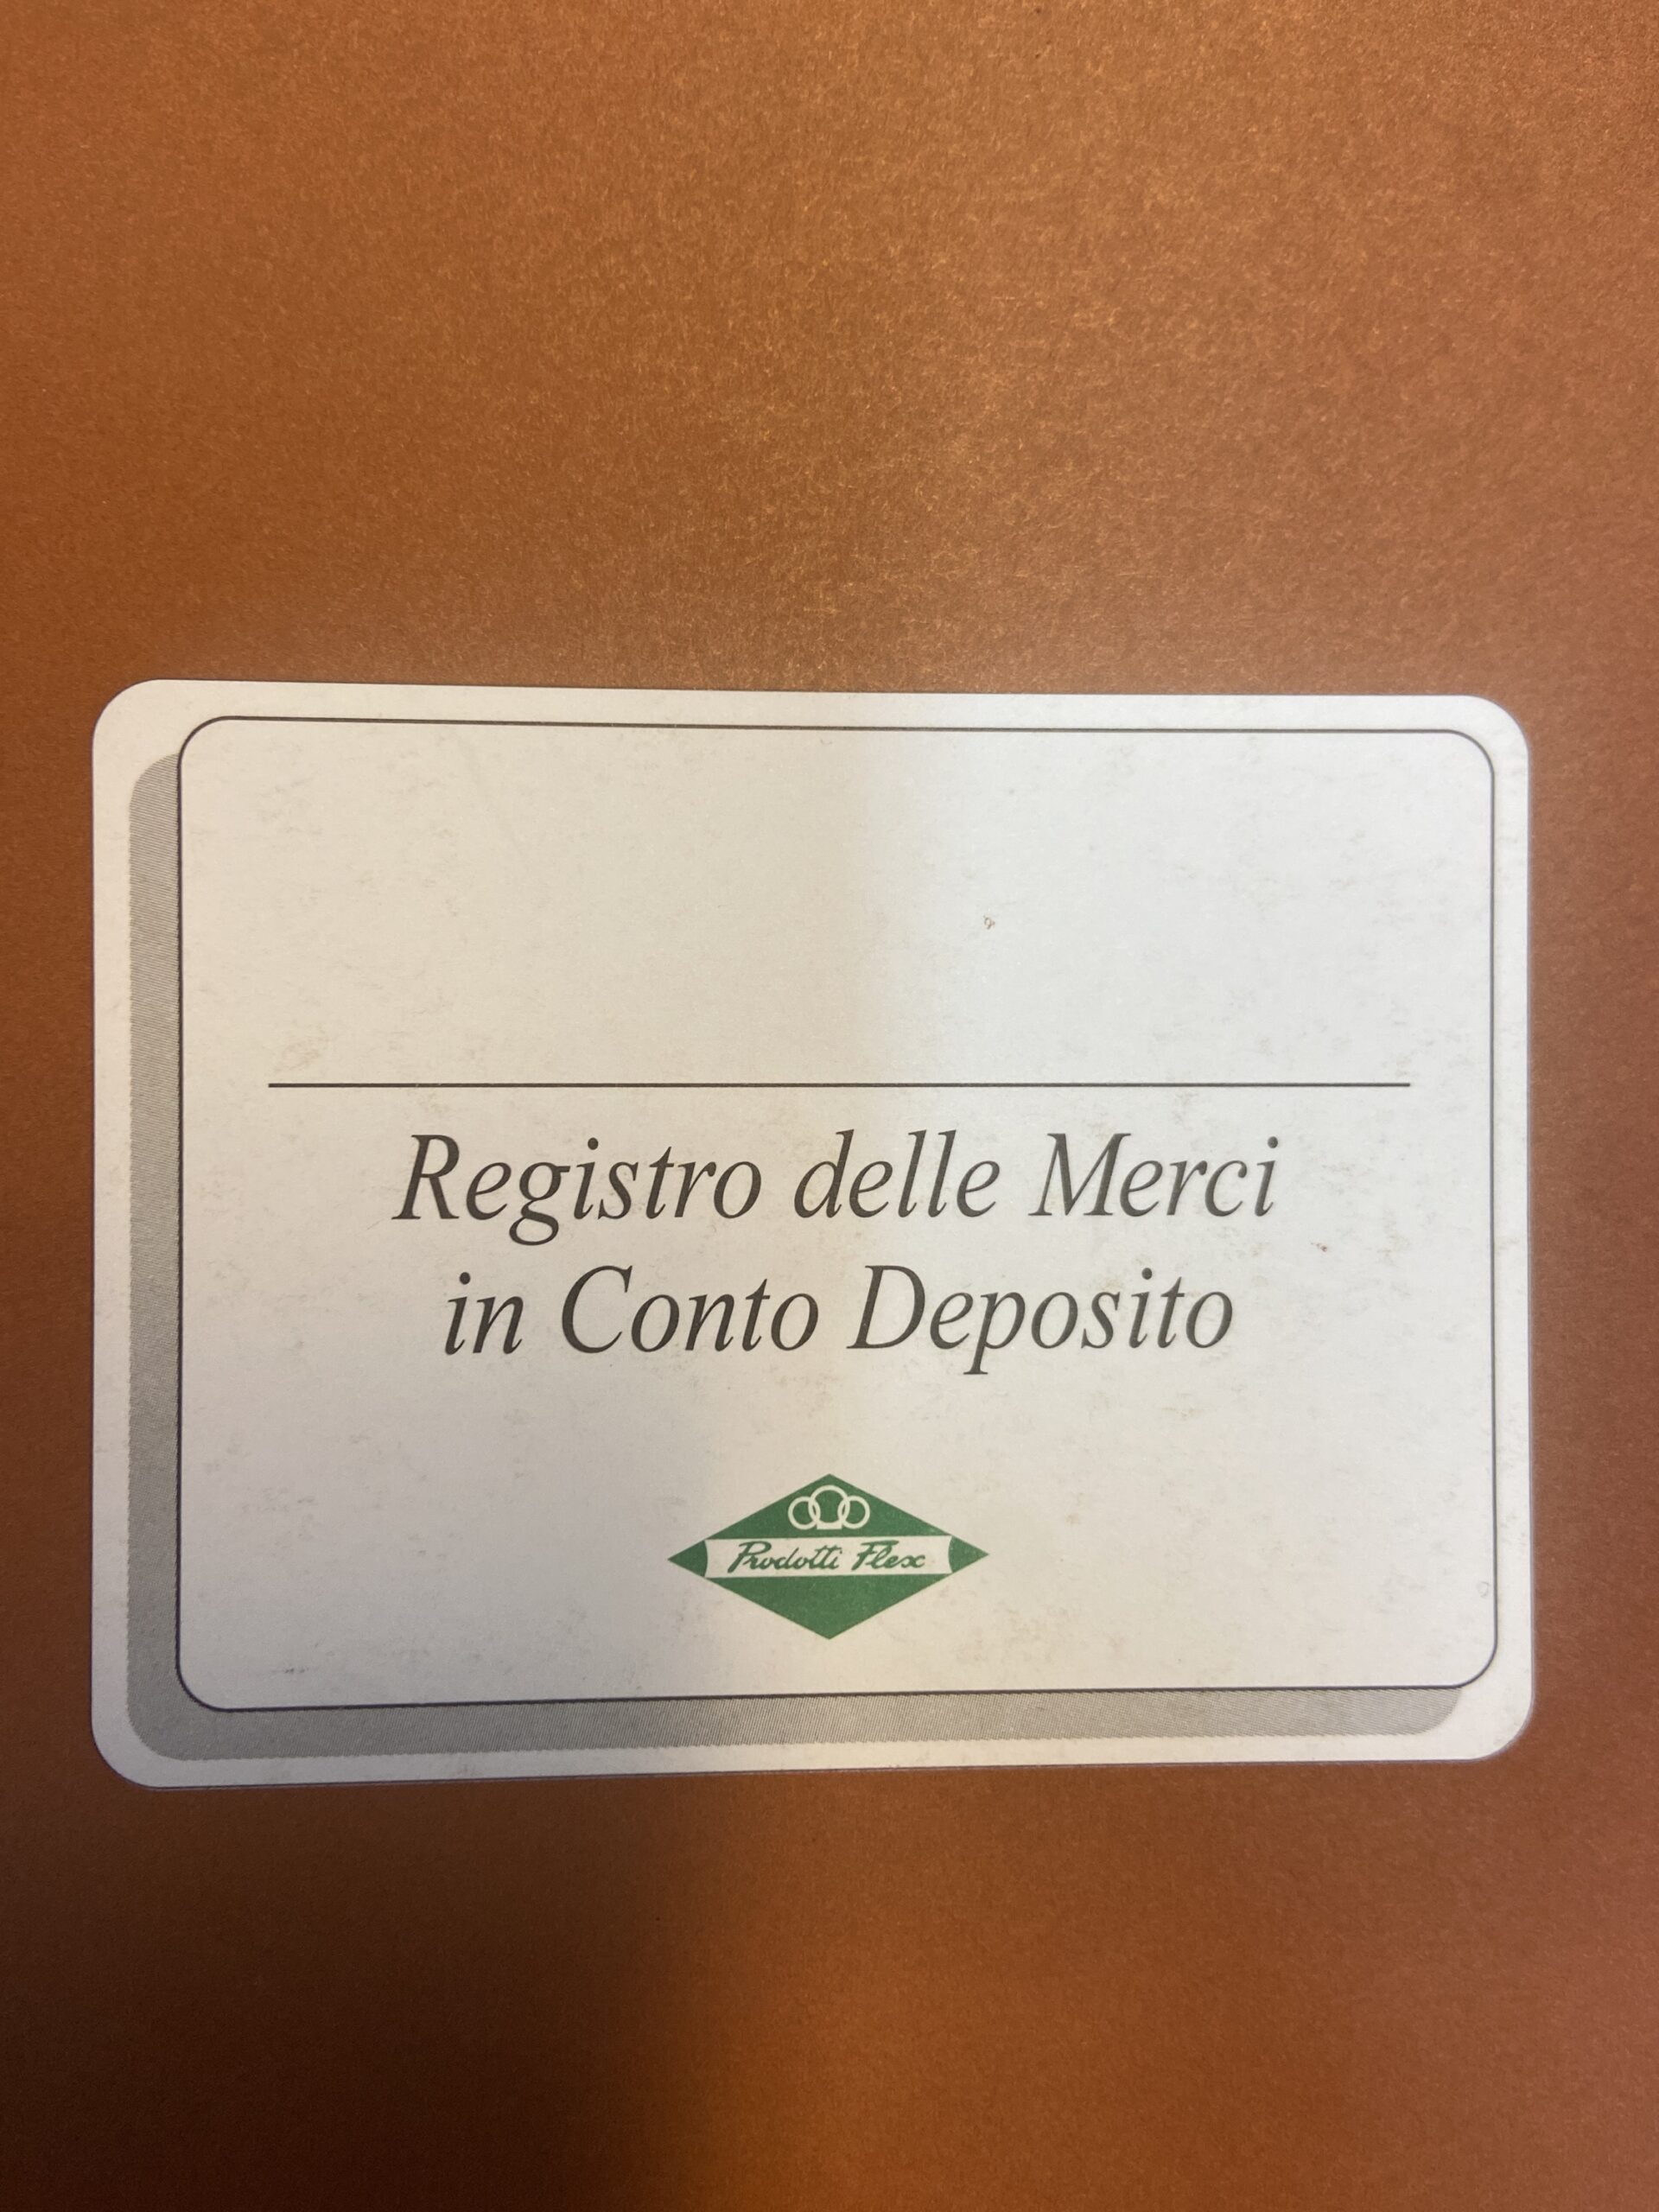 Registro delle Merci
in Conto Deposito
Prodotti Flex